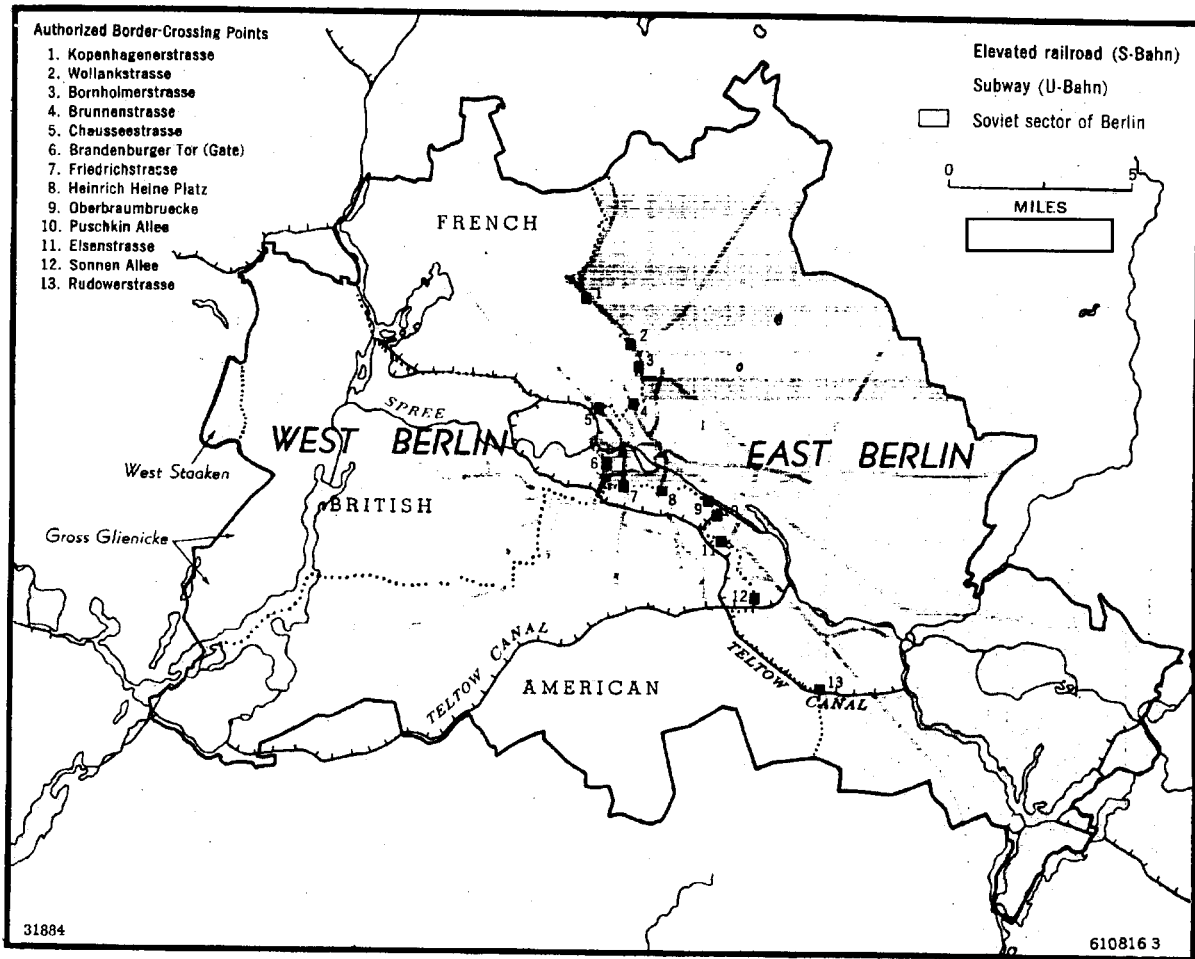 Authorized Border-Crossing Points
1. Kopenhagenerstrasse
2. Wollankstrasse
3. Bornholmerstrasse
4. Brunnenstrasse
5. Chausseestrasse
6. Brandenburger Tor (Gate)
7. Friedrichstrasse
8. Heinrich Heine Platz
9. Oberbraumbruecke
10. Puschkin Allee
11. Elsenstrasse
12. Sonnen Allee
13. Rudowerstrasse
Elevated railroad (S-Bahn)
Subway (U-Bahn)
Soviet sector of Berlin
0 5
MILES
FRENCH
1
2
3
4
5
SPREE
WEST BERLIN
EAST BERLIN
West Staaken
6
7
8
9
10
BRITISH
Gross Glienicke
11
12
TELTOW CANAL
TELTOW CANAL
AMERICAN
13
31884
610816 3